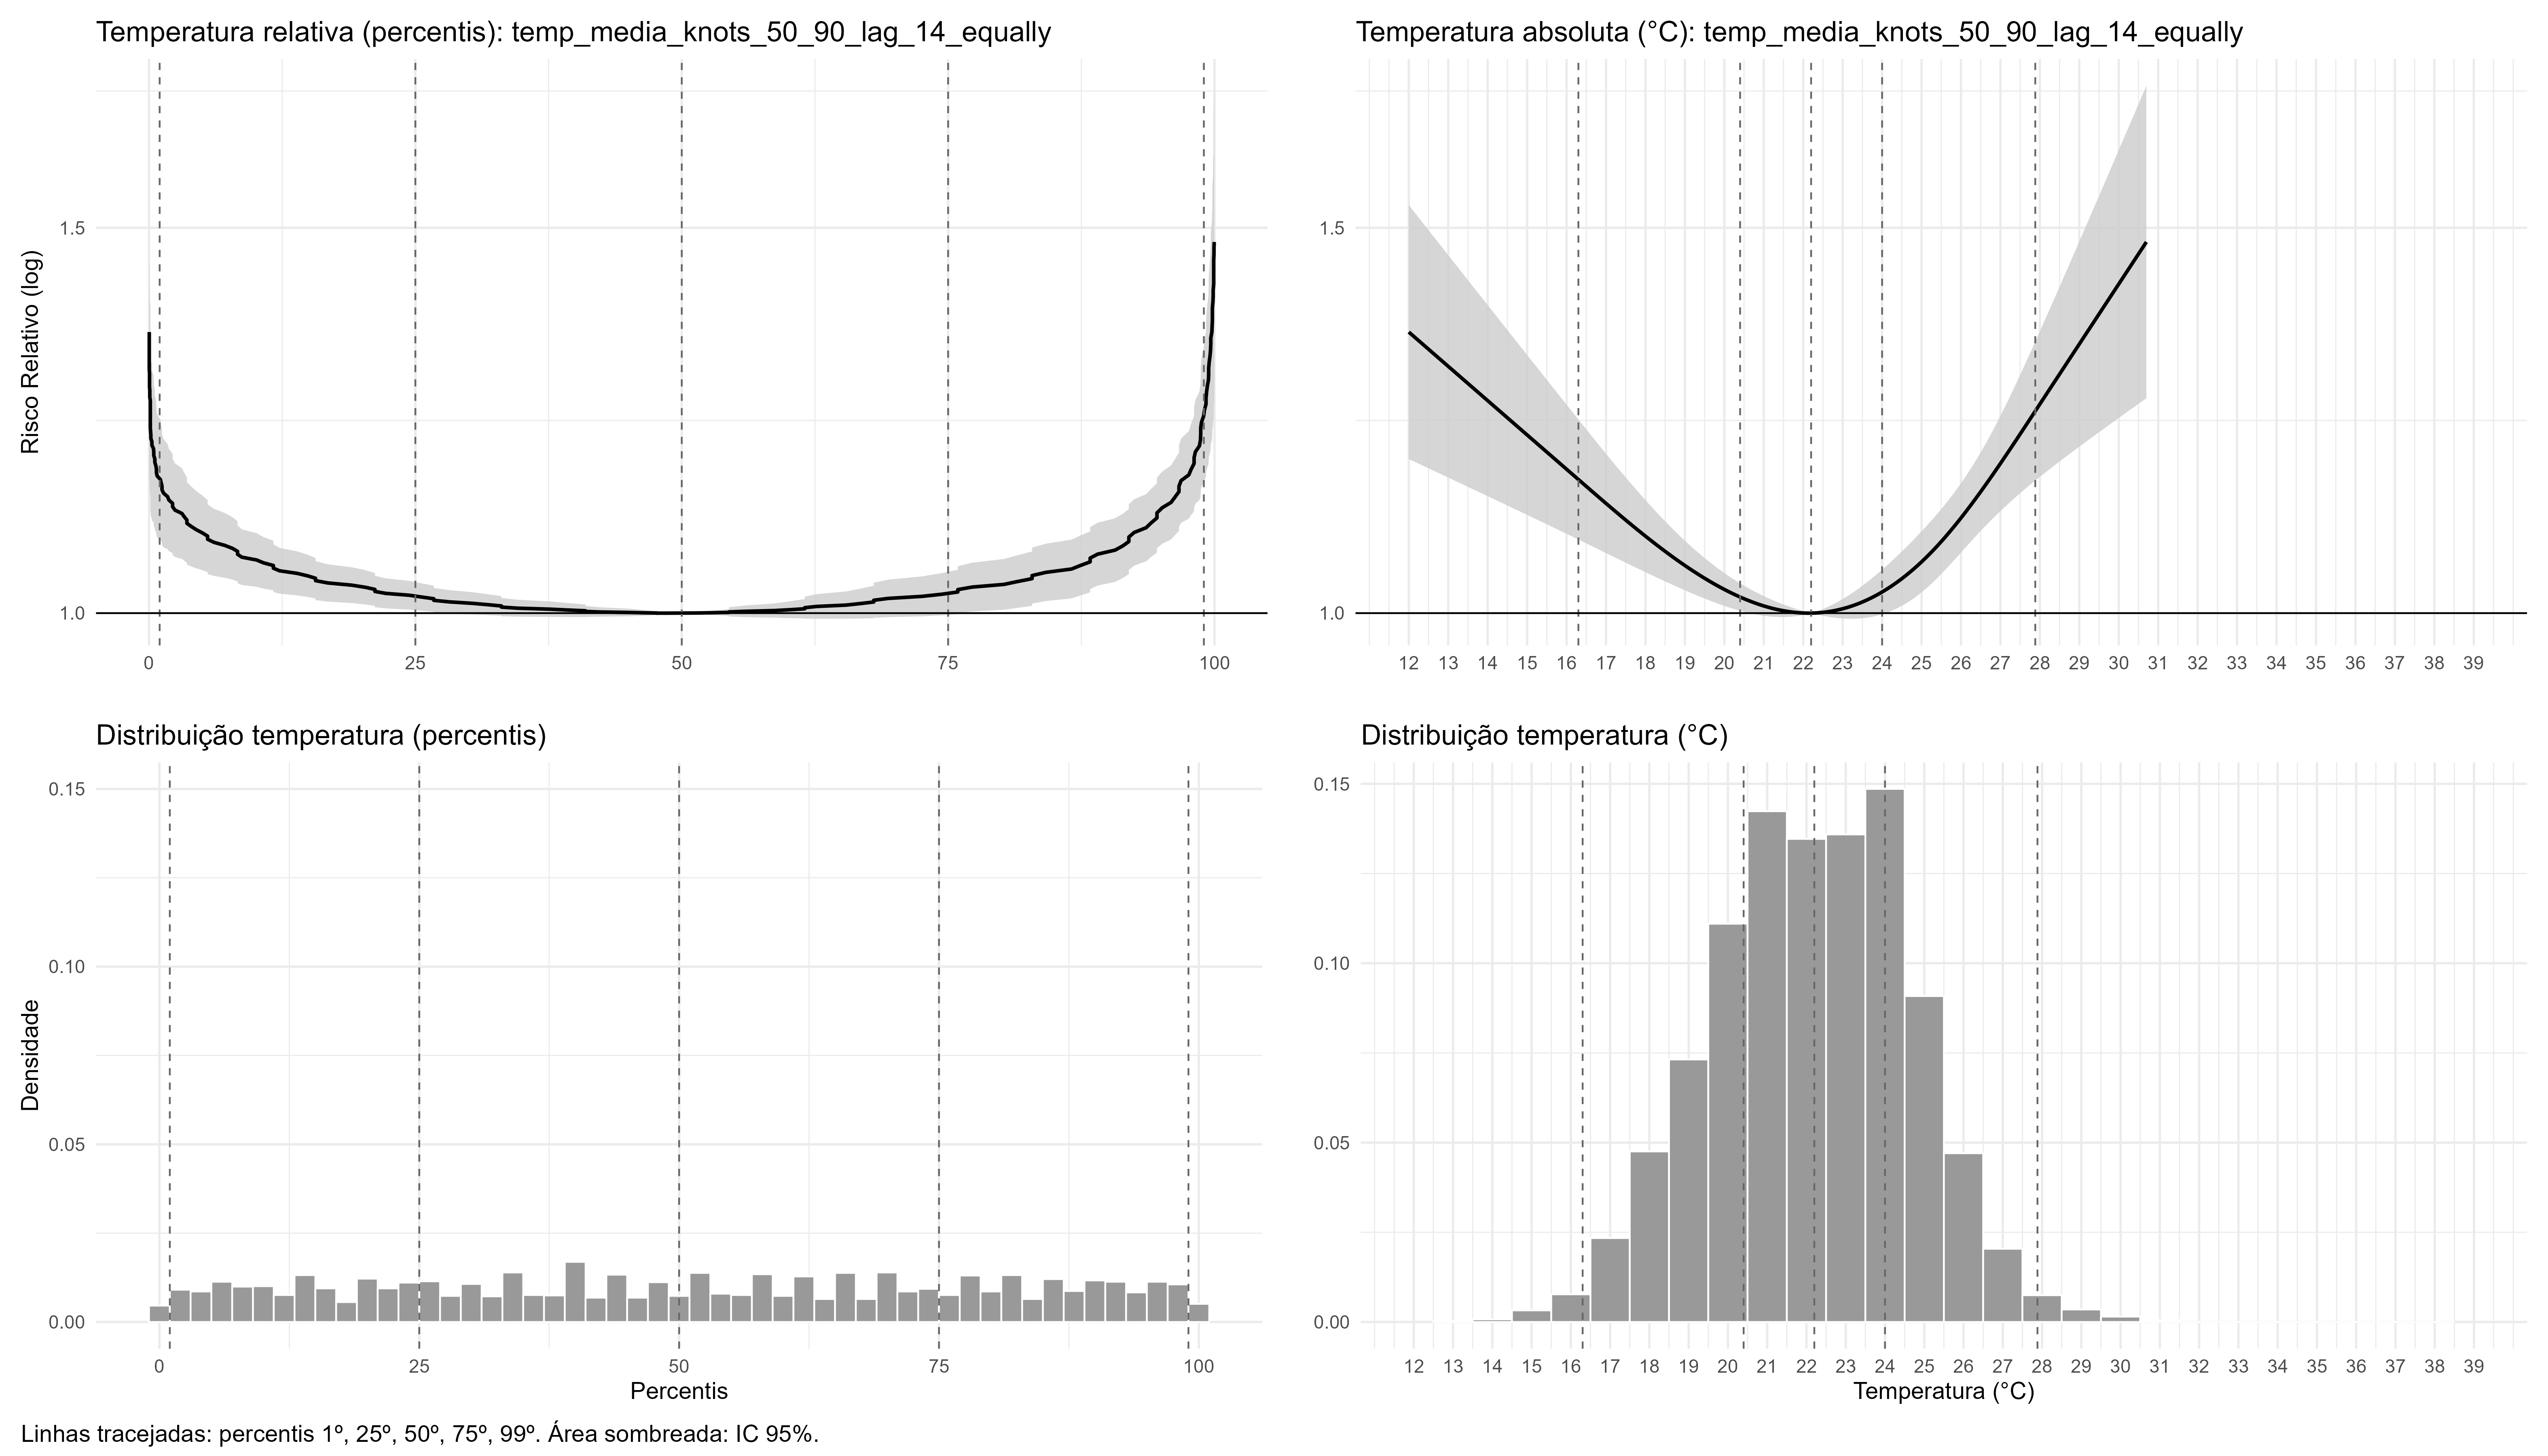 Temperatura relativa (percentis): temp_media_knots_50_90_lag_14_equally
Risco Relativo (log)
1.5
1.0
0 25 50 75 100
Temperatura absoluta (°C): temp_media_knots_50_90_lag_14_equally
1.5
1.0
12 13 14 15 16 17 18 19 20 21 22 23 24 25 26 27 28 29 30 31 32 33 34 35 36 37 38 39
Distribuição temperatura (percentis)
Densidade
0.15
0.10
0.05
0.00
0 25 50 75 100
Percentis
Distribuição temperatura (°C)
0.15
0.10
0.05
0.00
12 13 14 15 16 17 18 19 20 21 22 23 24 25 26 27 28 29 30 31 32 33 34 35 36 37 38 39
Temperatura (°C)
Linhas tracejadas: percentis 1º, 25º, 50º, 75º, 99º. Área sombreada: IC 95%.